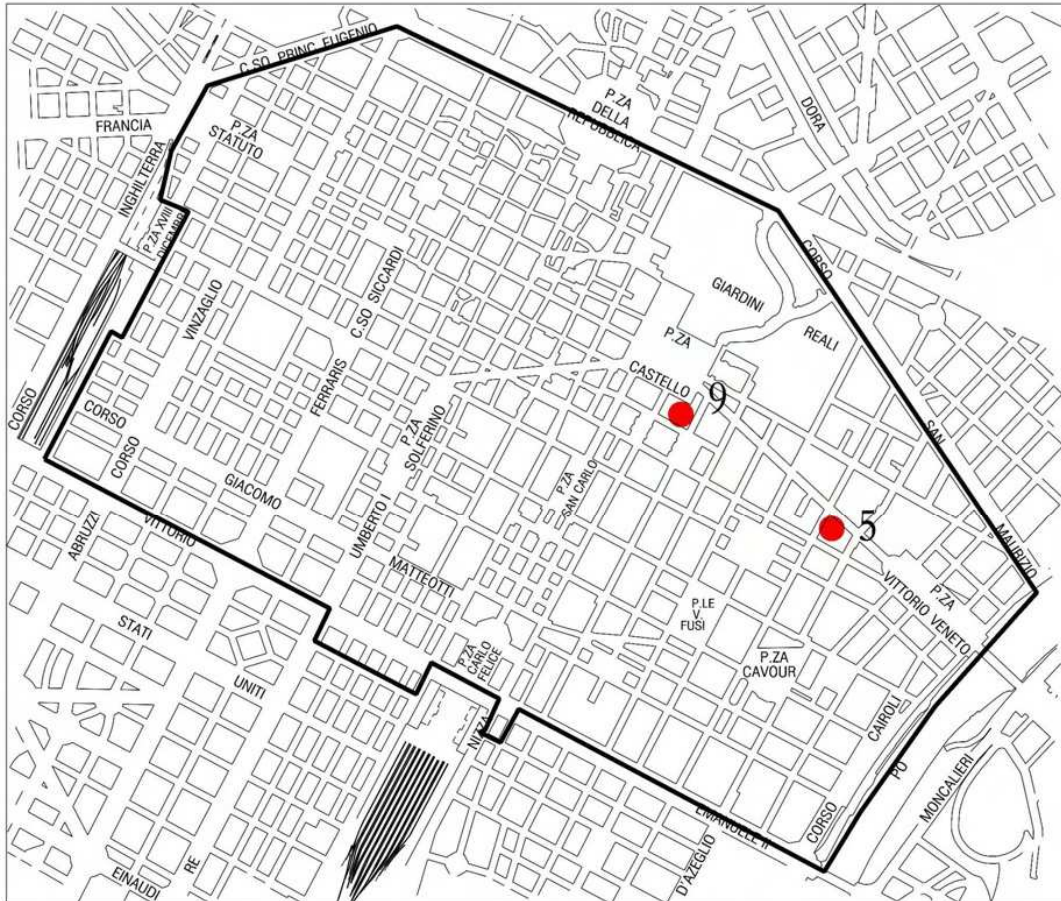 C.SO PRINC. EUGENIO
P.ZA
DELLA
REPUBBLICA
DORA
FRANCIA
P.ZA
STATUTO
INGHILTERRA
P.ZA XVIII
DICEMBRE
C.SO SICCARDI
CORSO
GIARDINI
REALI
VINZAGLIO
P.ZA
CASTELLO
9
FERRARIS
CORSO
CORSO
CORSO
P.ZA
SOLFERINO
SAN
GIACOMO
P.ZA
SAN CARLO
5
ABRUZZI
VITTORIO
UMBERTO I
MATTEOTTI
MAURIZIO
P.ZA
VITTORIO VENETO
P.LE
V.
FUSI
STATI
UNITI
P.ZA
CARLO
FELICE
P.ZA
CAVOUR
NIZZA
CAIROLI
PO
MONCALIERI
CORSO
EMANUELE II
D'AZEGLIO
RE
EINAUDI